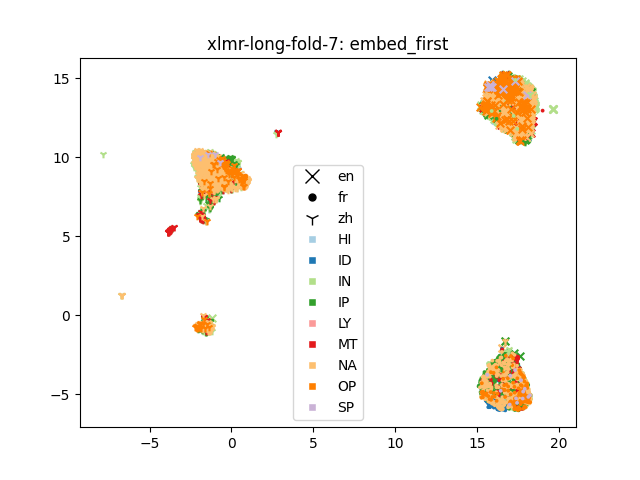 xlmr-long-fold-7: embed_first
15
10
5
0
−5
−5
0
5
10
15
20
en
fr
zh
HI
ID
IN
IP
LY
MT
NA
OP
SP